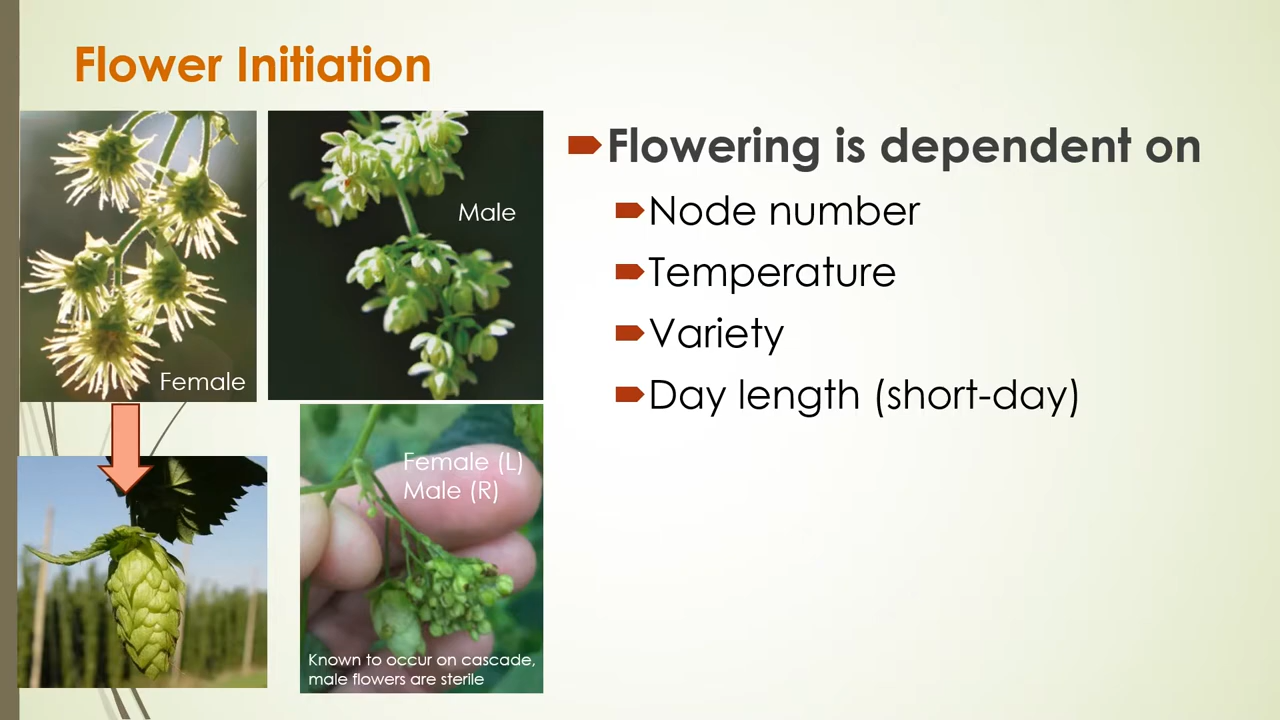 Flower Initiation
Female
Male
Female (L)
Male (R)
Known to occur on cascade,
male flowers are sterile
Flowering is dependent on
Node number
Temperature
Variety
Day length (short-day)